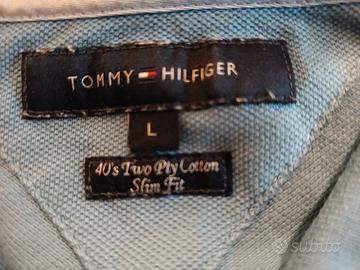 TOMMY HILFIGER
L
40's Two Ply Cotton
Slim Fit
subito